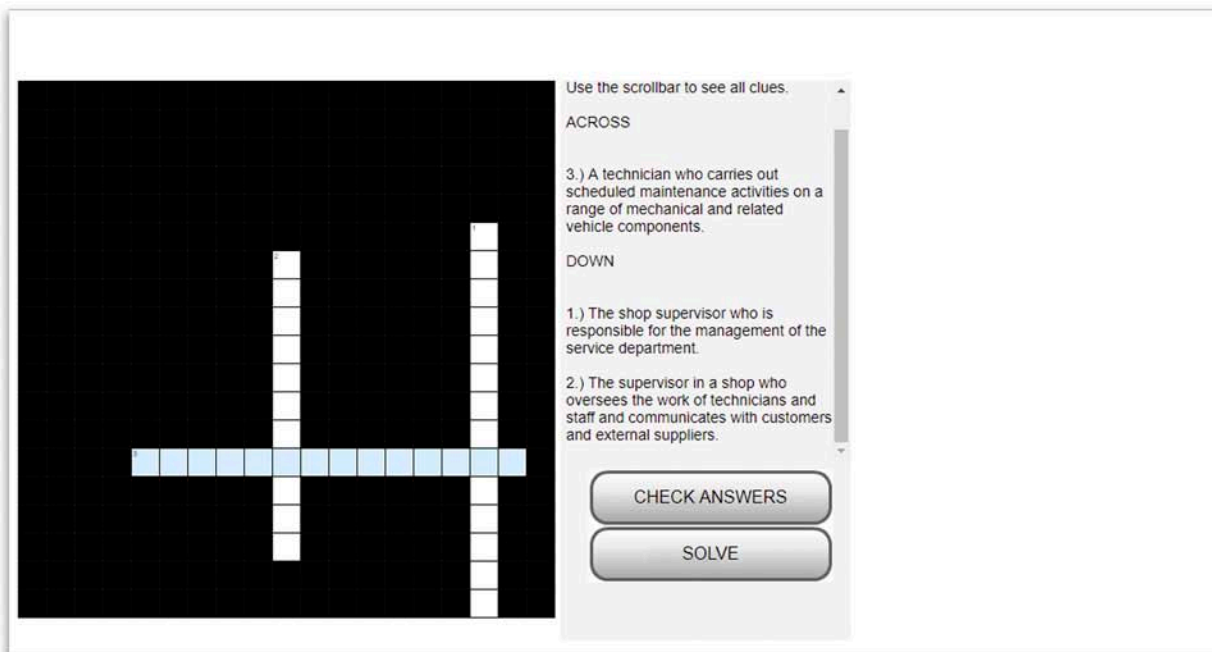 Use the scrollbar to see all clues.
ACROSS
3.) A technician who carries out
scheduled maintenance activities on a
range of mechanical and related
vehicle components.
DOWN
1.) The shop supervisor who is
responsible for the management of the
service department.
2.) The supervisor in a shop who
oversees the work of technicians and
staff and communicates with customers
and external suppliers.
1
2
3
CHECK ANSWERS
SOLVE